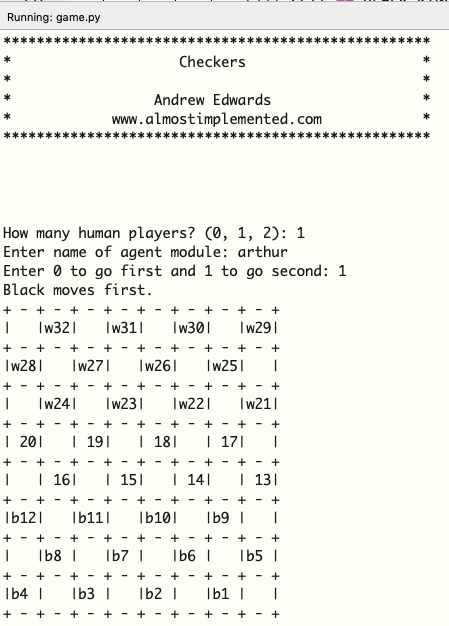 Running: game.py
**************************************************
* Checkers *
* *
* Andrew Edwards *
* www.almostimplemented.com *
**************************************************
How many human players? (0, 1, 2): 1
Enter name of agent module: arthur
Enter 0 to go first and 1 to go second: 1
Black moves first.
+ - + - + - + - + - + - + - + - +
|   |w32|   |w31|   |w30|   |w29|
+ - + - + - + - + - + - + - + - +
|w28|   |w27|   |w26|   |w25|   |
+ - + - + - + - + - + - + - + - +
|   |w24|   |w23|   |w22|   |w21|
+ - + - + - + - + - + - + - + - +
| 20|   | 19|   | 18|   | 17|   |
+ - + - + - + - + - + - + - + - +
|   | 16|   | 15|   | 14|   | 13|
+ - + - + - + - + - + - + - + - +
|b12|   |b11|   |b10|   |b9 |   |
+ - + - + - + - + - + - + - + - +
|   |b8 |   |b7 |   |b6 |   |b5 |
+ - + - + - + - + - + - + - + - +
|b4 |   |b3 |   |b2 |   |b1 |   |
+ - + - + - + - + - + - + - + - +